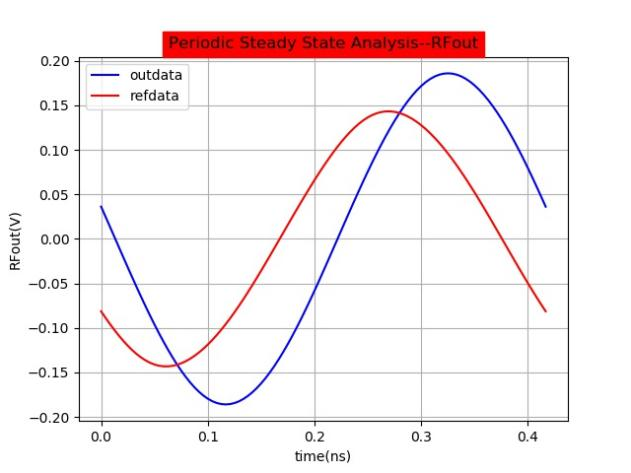 Periodic Steady State Analysis--RFout
outdata
refdata
0.20
0.15
0.10
0.05
0.00
−0.05
−0.10
−0.15
−0.20
RFout(V)
0.0 0.1 0.2 0.3 0.4
time(ns)